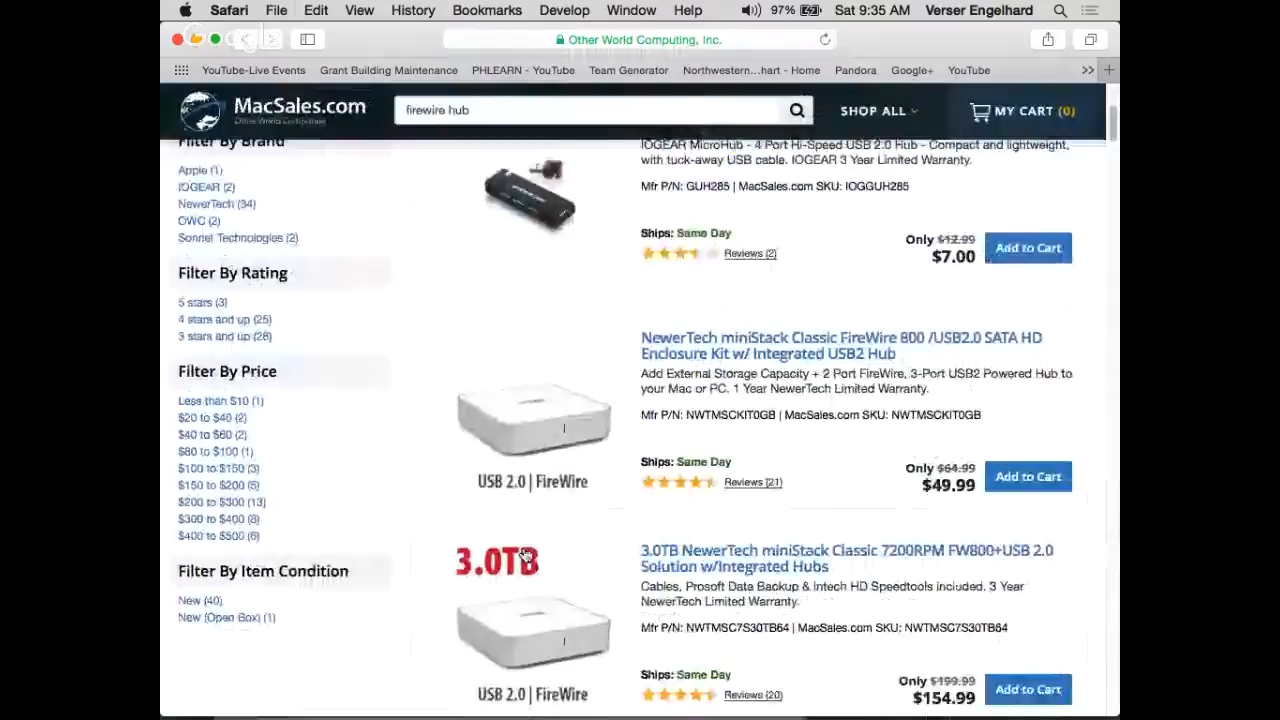 Safari File Edit View History Bookmarks Develop Window Help 97% Sat 9:35 AM Verser Engelhard
Other World Computing, Inc.
YouTube-Live Events Grant Building Maintenance PHLEARN - YouTube Team Generator Northwestern...hart - Home Pandora Google+ YouTube
MacSales.com
Other World Computing
firewire hub
SHOP ALL
MY CART (0)
Filter By Brand
Apple (1)
IOGEAR (2)
NewerTech (34)
OWC (2)
Sonnet Technologies (2)
Filter By Rating
5 stars (3)
4 stars and up (25)
3 stars and up (28)
Filter By Price
Less than $10 (1)
$20 to $40 (2)
$40 to $60 (2)
$80 to $100 (1)
$100 to $150 (3)
$150 to $200 (5)
$200 to $300 (13)
$300 to $400 (8)
$400 to $500 (6)
Filter By Item Condition
New (40)
New (Open Box) (1)
IOGEAR MicroHub - 4 Port Hi-Speed USB 2.0 Hub - Compact and lightweight,
with tuck-away USB cable. IOGEAR 3 Year Limited Warranty.
Mfr P/N: GUH285 | MacSales.com SKU: IOGGUH285
Ships: Same Day
Reviews (2)
Only $12.99
$7.00
Add to Cart
NewerTech miniStack Classic FireWire 800 /USB2.0 SATA HD
Enclosure Kit w/ Integrated USB2 Hub
Add External Storage Capacity + 2 Port FireWire, 3-Port USB2 Powered Hub to
your Mac or PC. 1 Year NewerTech Limited Warranty.
Mfr P/N: NWTMSCKIT0GB | MacSales.com SKU: NWTMSCKIT0GB
USB 2.0 | FireWire
Ships: Same Day
Reviews (21)
Only $64.99
$49.99
Add to Cart
3.0TB
3.0TB NewerTech miniStack Classic 7200RPM FW800+USB 2.0
Solution w/Integrated Hubs
Cables, Prosoft Data Backup & Intech HD Speedtools included. 3 Year
NewerTech Limited Warranty.
Mfr P/N: NWTMSC7S30TB64 | MacSales.com SKU: NWTMSC7S30TB64
USB 2.0 | FireWire
Ships: Same Day
Reviews (20)
Only $199.99
$154.99
Add to Cart